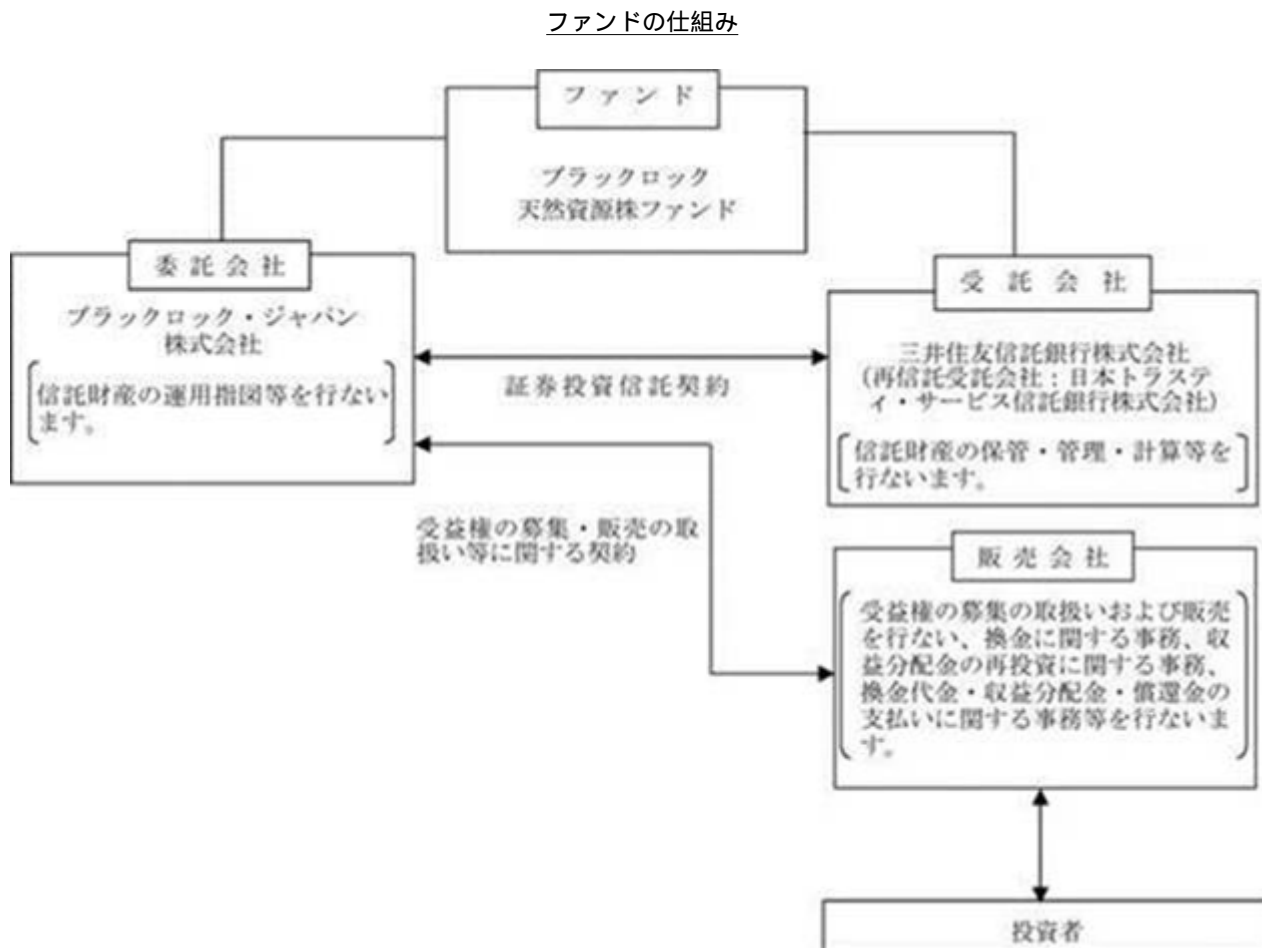 ファンドの仕組み
ファンド
ブラックロック
天然資源株ファンド
委託会社
ブラックロック・ジャパン
株式会社
信託財産の運用指図等を行ない
ます。
証券投資信託契約
受託会社
三井住友信託銀行株式会社
(再信託受託会社：日本トラステ
ィ・サービス信託銀行株式会社)
信託財産の保管・管理・計算等を
行ないます。
受益権の募集・販売の取
扱い等に関する契約
販売会社
受益権の募集の取扱いおよび販売
を行ない、換金に関する事務、収
益分配金の再投資に関する事務、
換金代金・収益分配金・償還金の
支払いに関する事務等を行ないま
す。
投資者